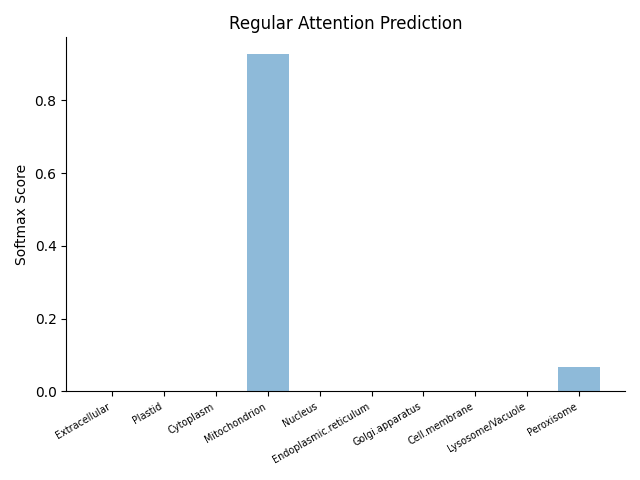 Regular Attention Prediction
Softmax Score
0.8
0.6
0.4
0.2
0.0
Extracellular
Plastid
Cytoplasm
Mitochondrion
Nucleus
Endoplasmic.reticulum
Golgi.apparatus
Cell.membrane
Lysosome/Vacuole
Peroxisome